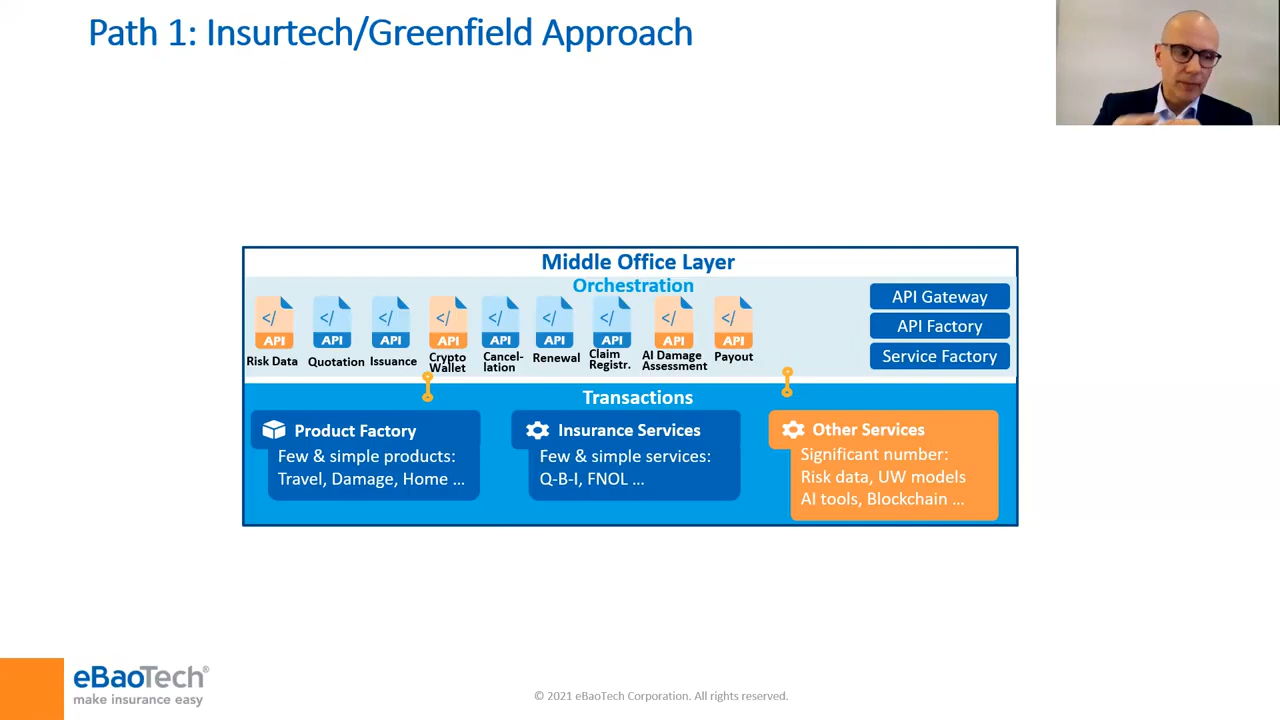 Path 1: Insurtech/Greenfield Approach
Middle Office Layer
Orchestration
</> API
Risk Data
</> API
Quotation
</> API
Issuance
</> API
Crypto
Wallet
</> API
Cancel-
lation
</> API
Renewal
</> API
Claim
Registr.
</> API
AI Damage
Assessment
</> API
Payout
API Gateway
API Factory
Service Factory
Transactions
Product Factory
Few & simple products:
Travel, Damage, Home ...
Insurance Services
Few & simple services:
Q-B-I, FNOL ...
Other Services
Significant number:
Risk data, UW models
AI tools, Blockchain ...
eBaoTech®
make insurance easy
© 2021 eBaoTech Corporation. All rights reserved.